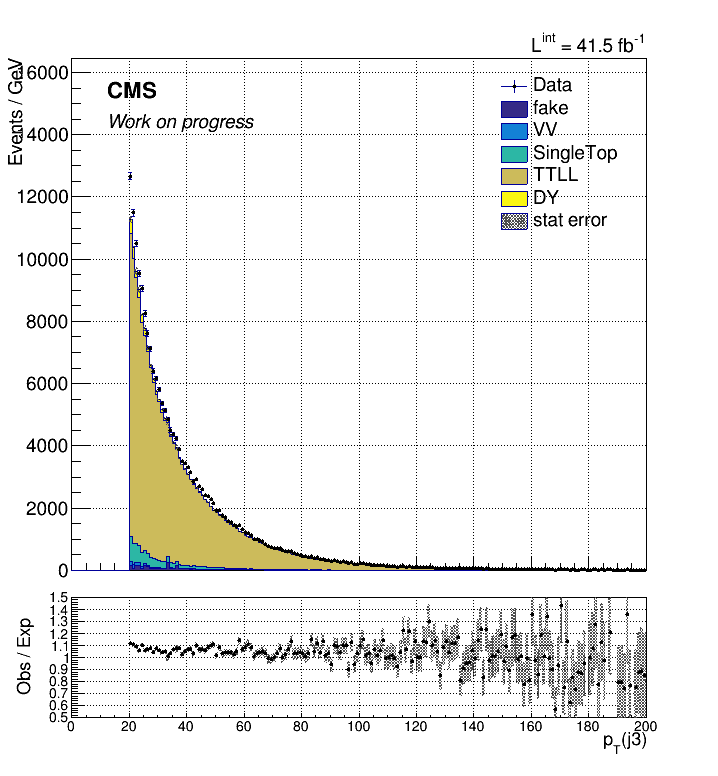 L^int = 41.5 fb^-1
Events / GeV
16000
14000
12000
10000
8000
6000
4000
2000
0
CMS
Work on progress
Data
fake
VV
SingleTop
TTLL
DY
stat error
Obs / Exp
1.5
1.4
1.3
1.2
1.1
1
0.9
0.8
0.7
0.6
0.5
0 20 40 60 80 100 120 140 160 180 200
p_T(j3)